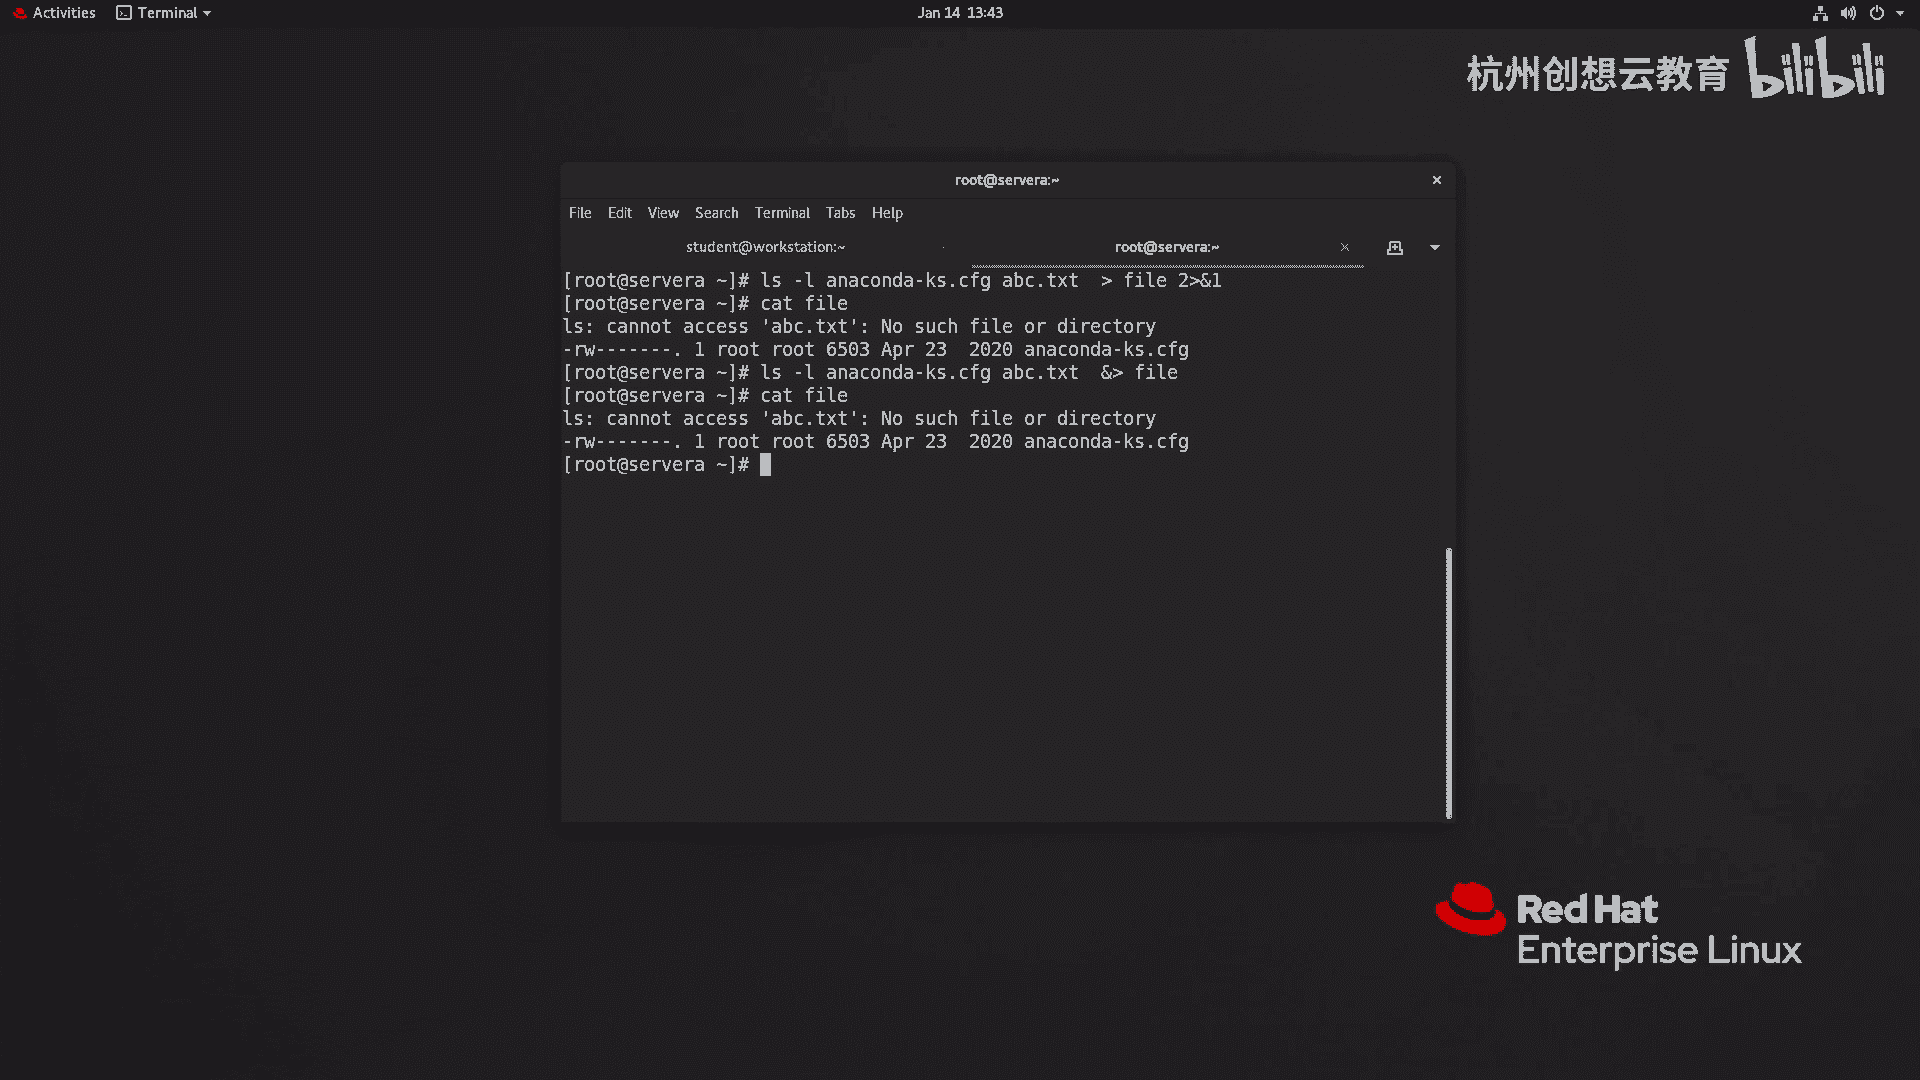 Activities Terminal Jan 14 13:43
杭州创想云教育 bilibili
root@servera:~
File Edit View Search Terminal Tabs Help
student@workstation:~ root@servera:~
[root@servera ~]# ls -l anaconda-ks.cfg abc.txt  > file 2>&1
[root@servera ~]# cat file
ls: cannot access 'abc.txt': No such file or directory
-rw-------. 1 root root 6503 Apr 23  2020 anaconda-ks.cfg
[root@servera ~]# ls -l anaconda-ks.cfg abc.txt  &> file
[root@servera ~]# cat file
ls: cannot access 'abc.txt': No such file or directory
-rw-------. 1 root root 6503 Apr 23  2020 anaconda-ks.cfg
[root@servera ~]#
Red Hat
Enterprise Linux